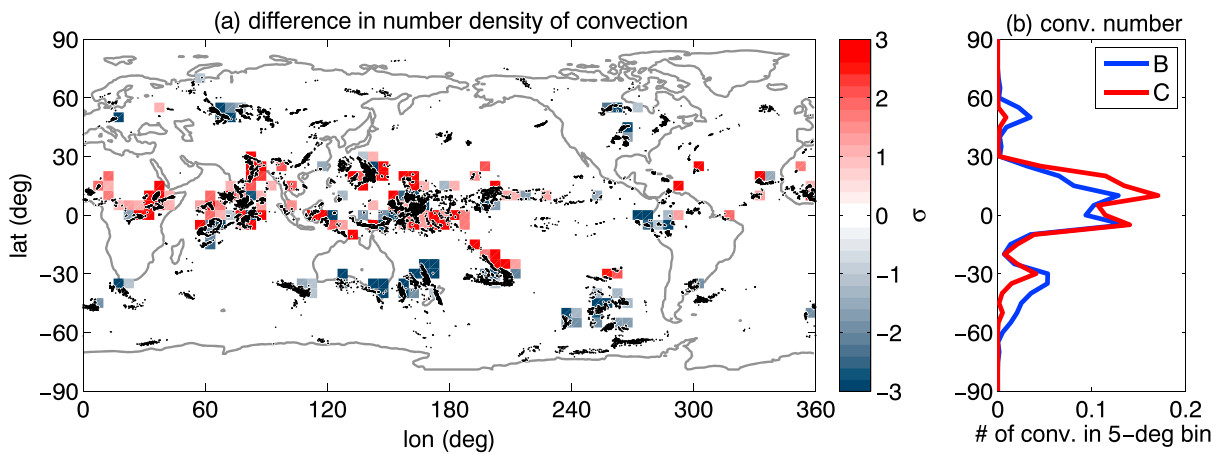 (a) difference in number density of convection
90
60
30
0
−30
−60
−90
lat (deg)
0 60 120 180 240 300 360
lon (deg)
3
2
1
0
−1
−2
−3
σ
(b) conv. number
B
C
90
60
30
0
−30
−60
−90
0 0.1 0.2
# of conv. in 5−deg bin